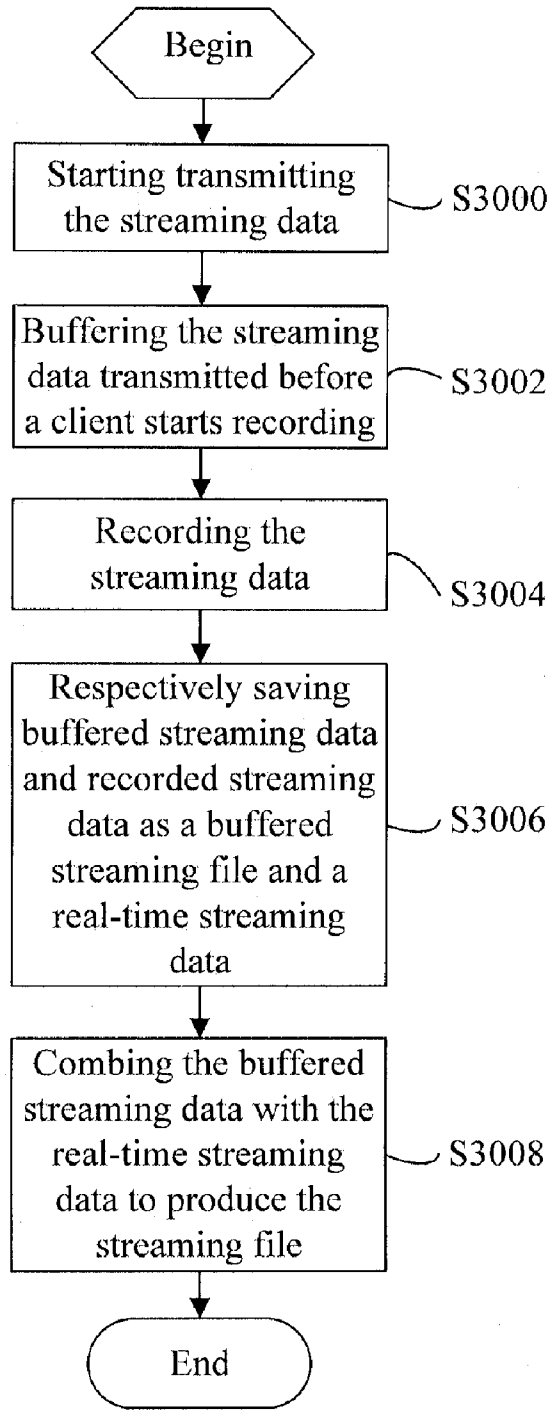 Begin
Starting transmitting
the streaming data
S3000
Buffering the streaming
data transmitted before
a client starts recording
S3002
Recording the
streaming data
S3004
Respectively saving
buffered streaming data
and recorded streaming
data as a buffered
streaming file and a
real-time streaming
data
S3006
Combing the buffered
streaming data with the
real-time streaming
data to produce the
streaming file
S3008
End